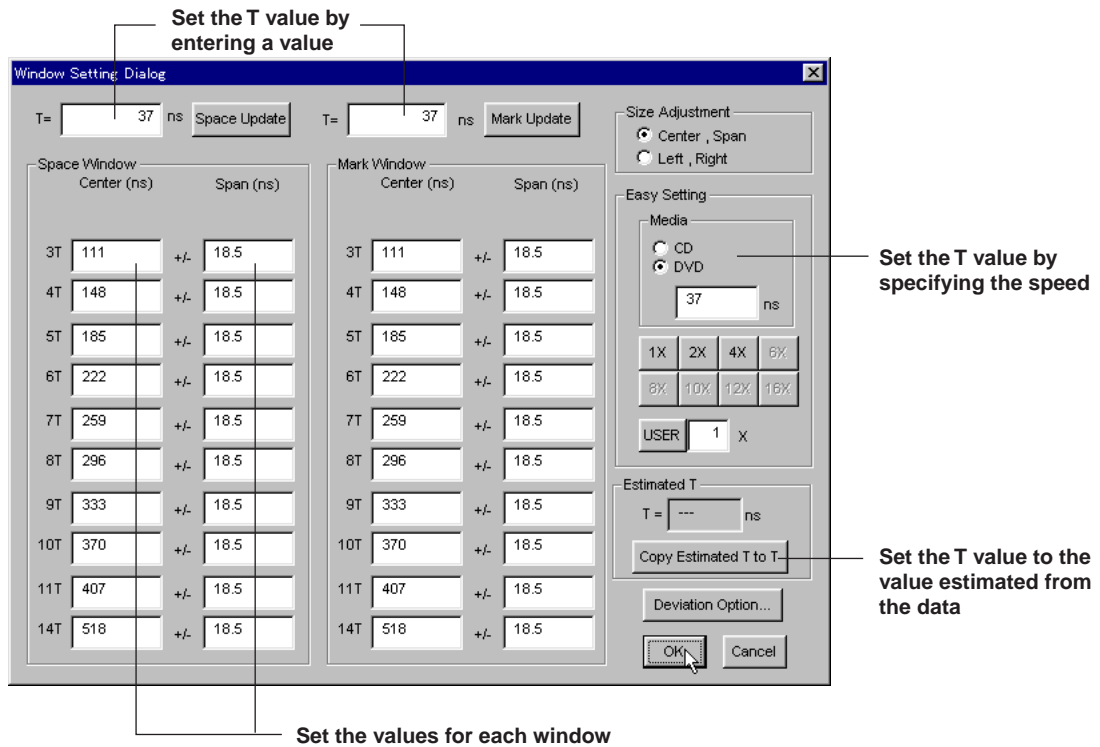 Set the T value by
entering a value
Window Setting Dialog
T= 37 ns Space Update T= 37 ns Mark Update
Size Adjustment
Center , Span
Left , Right
Space Window
Center (ns) Span (ns)
3T 111 +/- 18.5
4T 148 +/- 18.5
5T 185 +/- 18.5
6T 222 +/- 18.5
7T 259 +/- 18.5
8T 296 +/- 18.5
9T 333 +/- 18.5
10T 370 +/- 18.5
11T 407 +/- 18.5
14T 518 +/- 18.5
Mark Window
Center (ns) Span (ns)
3T 111 +/- 18.5
4T 148 +/- 18.5
5T 185 +/- 18.5
6T 222 +/- 18.5
7T 259 +/- 18.5
8T 296 +/- 18.5
9T 333 +/- 18.5
10T 370 +/- 18.5
11T 407 +/- 18.5
14T 518 +/- 18.5
Easy Setting
Media
CD
DVD
37 ns
1X 2X 4X 6X
8X 10X 12X 16X
USER 1 X
Estimated T
T = --- ns
Copy Estimated T to T
Deviation Option...
OK Cancel
Set the T value by
specifying the speed
Set the T value to the
value estimated from
the data
Set the values for each window